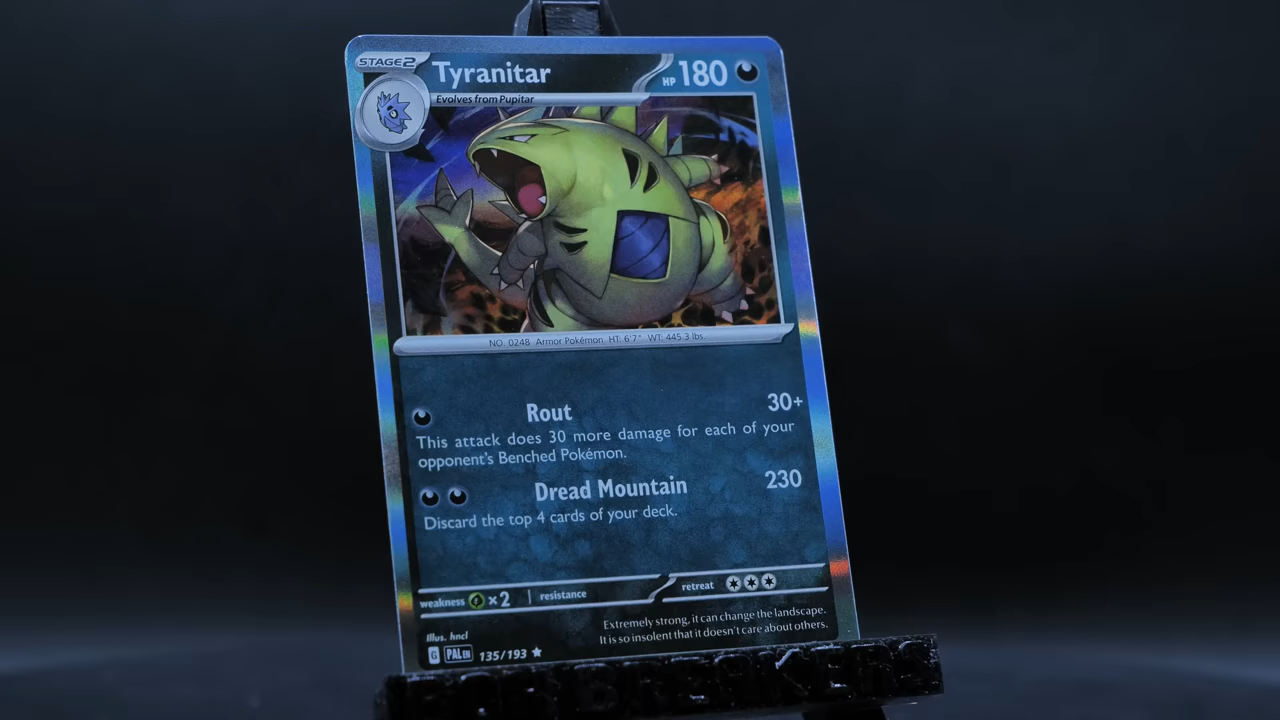 STAGE2
Tyranitar
HP 180
Evolves from Pupitar
NO. 0248 Armor Pokémon HT: 6'7" WT: 445.3 lbs.
Rout 30+
This attack does 30 more damage for each of your
opponent's Benched Pokémon.
Dread Mountain 230
Discard the top 4 cards of your deck.
weakness ×2 resistance retreat
Extremely strong, it can change the landscape.
It is so insolent that it doesn't care about others.
Illus. hncl
G PAL EN 135/193